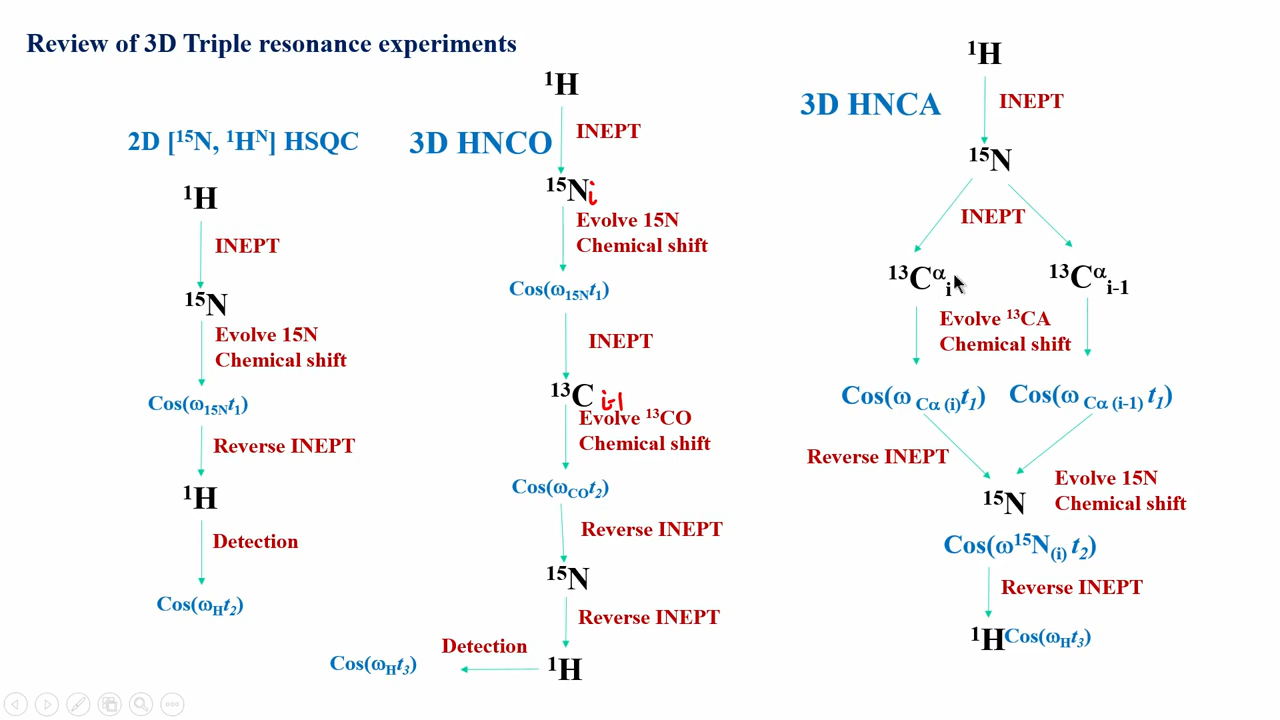 Review of 3D Triple resonance experiments
2D [¹⁵N, ¹Hᴺ] HSQC
¹H
INEPT
¹⁵N
Evolve 15N
Chemical shift
Cos(ω₁₅Nt₁)
Reverse INEPT
¹H
Detection
Cos(ωHt₂)
3D HNCO
¹H
INEPT
¹⁵Ni
Evolve 15N
Chemical shift
Cos(ω₁₅Nt₁)
INEPT
¹³C i-1
Evolve ¹³CO
Chemical shift
Cos(ωCOt₂)
Reverse INEPT
¹⁵N
Reverse INEPT
¹H
Detection
Cos(ωHt₃)
3D HNCA
¹H
INEPT
¹⁵N
INEPT
¹³Cᵅi
¹³Cᵅi-1
Evolve ¹³CA
Chemical shift
Cos(ω Cα (i)t₁)
Cos(ω Cα (i-1) t₁)
Reverse INEPT
¹⁵N
Evolve 15N
Chemical shift
Cos(ω¹⁵N(i) t₂)
Reverse INEPT
¹HCos(ωHt₃)